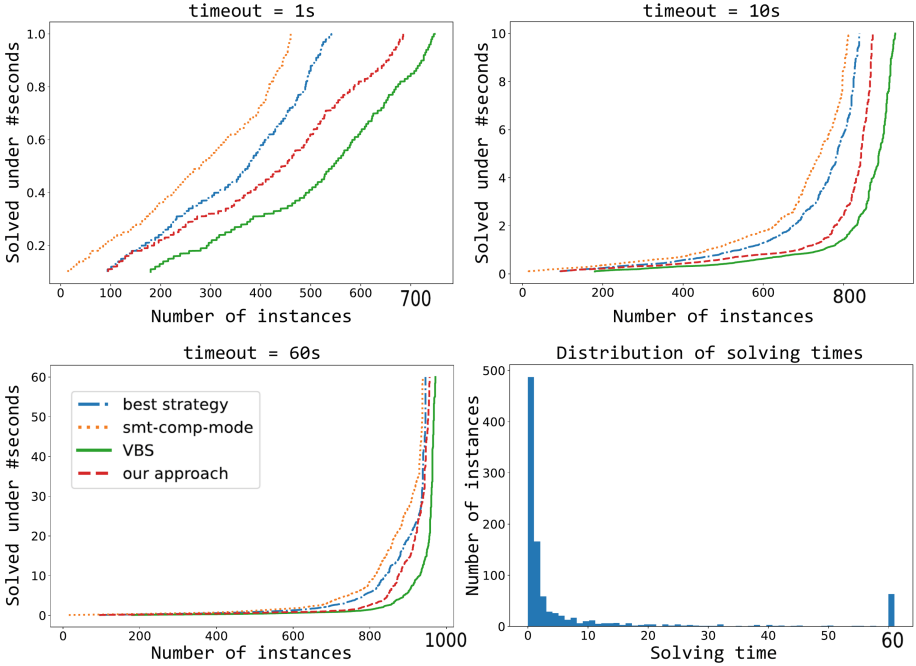 timeout = 1s
Solved under #seconds
1.0
0.8
0.6
0.4
0.2
0 100 200 300 400 500 600 700
Number of instances
timeout = 10s
Solved under #seconds
10
8
6
4
2
0
0 200 400 600 800
Number of instances
timeout = 60s
Solved under #seconds
60
50
40
30
20
10
0
best strategy
smt-comp-mode
VBS
our approach
0 200 400 600 800 1000
Number of instances
Distribution of solving times
Number of instances
500
400
300
200
100
0
0 10 20 30 40 50 60
Solving time